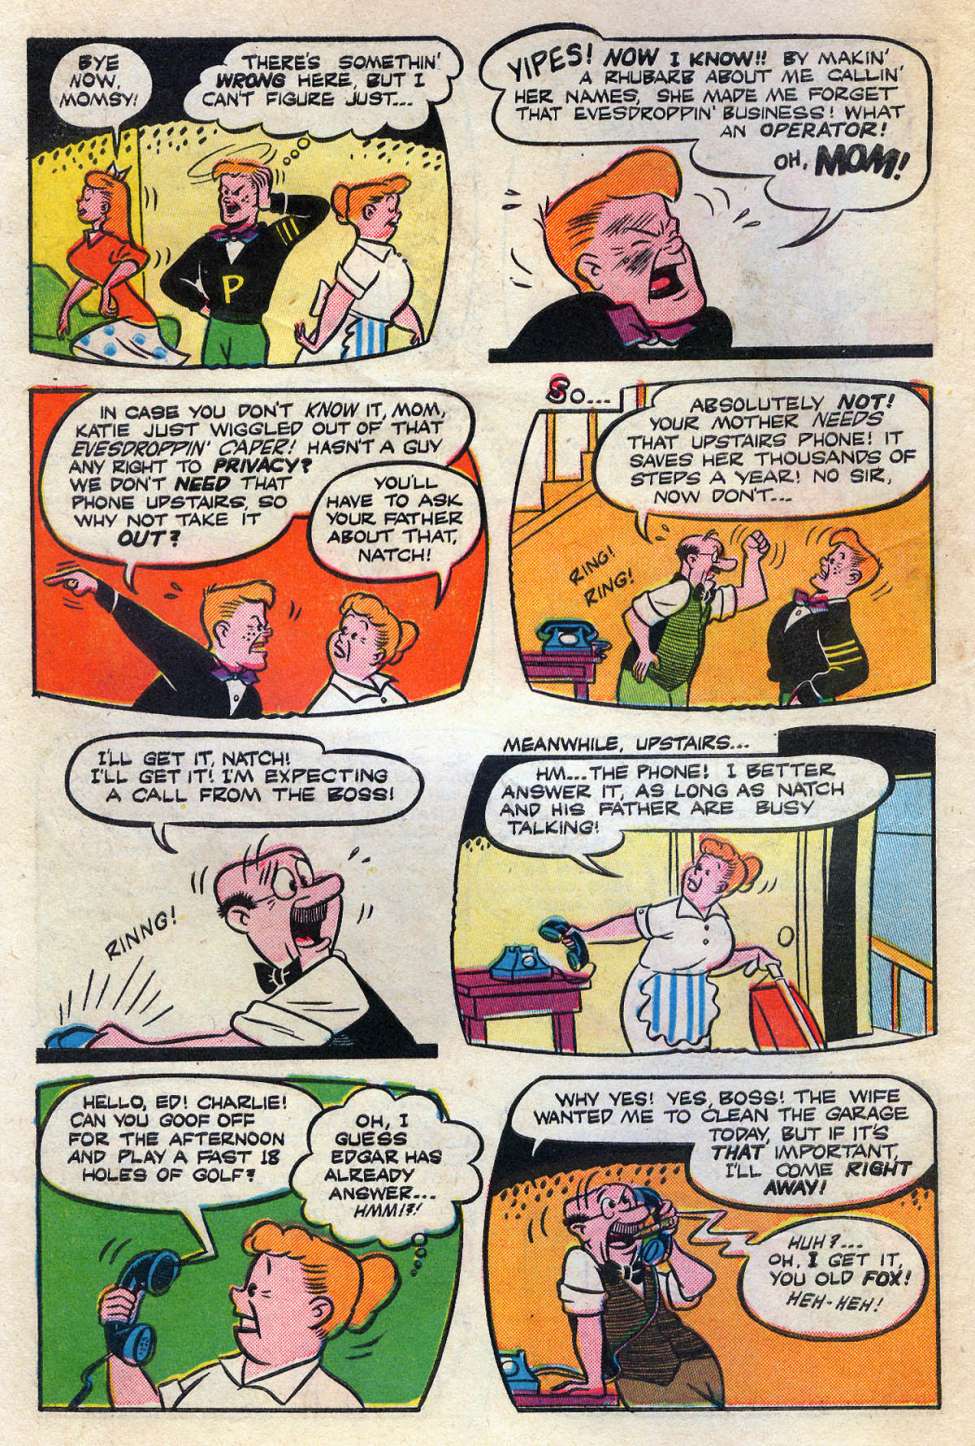 BYE
NOW,
MOMSY!
THERE'S SOMETHIN'
WRONG HERE, BUT I
CAN'T FIGURE JUST...
P
YIPES! NOW I KNOW!! BY MAKIN'
A RHUBARB ABOUT ME CALLIN'
HER NAMES, SHE MADE ME FORGET
THAT EVESDROPPIN' BUSINESS! WHAT
AN OPERATOR!
OH, MOM!
IN CASE YOU DON'T KNOW IT, MOM,
KATIE JUST WIGGLED OUT OF THAT
EVESDROPPIN' CAPER! HASN'T A GUY
ANY RIGHT TO PRIVACY?
WE DON'T NEED THAT
PHONE UPSTAIRS, SO
WHY NOT TAKE IT
OUT?
YOU'LL
HAVE TO ASK
YOUR FATHER
ABOUT THAT,
NATCH!
SO...
ABSOLUTELY NOT!
YOUR MOTHER NEEDS
THAT UPSTAIRS PHONE! IT
SAVES HER THOUSANDS OF
STEPS A YEAR! NO SIR,
NOW DON'T...
RING!
RING!
I'LL GET IT, NATCH!
I'LL GET IT! I'M EXPECTING
A CALL FROM THE BOSS!
RINNG!
MEANWHILE, UPSTAIRS...
HM...THE PHONE! I BETTER
ANSWER IT, AS LONG AS NATCH
AND HIS FATHER ARE BUSY
TALKING!
HELLO, ED! CHARLIE!
CAN YOU GOOF OFF
FOR THE AFTERNOON
AND PLAY A FAST 18
HOLES OF GOLF?
OH, I
GUESS
EDGAR HAS
ALREADY
ANSWER...
HMM!?!
WHY YES! YES, BOSS! THE WIFE
WANTED ME TO CLEAN THE GARAGE
TODAY, BUT IF IT'S
THAT IMPORTANT,
I'LL COME RIGHT
AWAY!
HUH?...
OH, I GET IT,
YOU OLD FOX!
HEH-HEH!